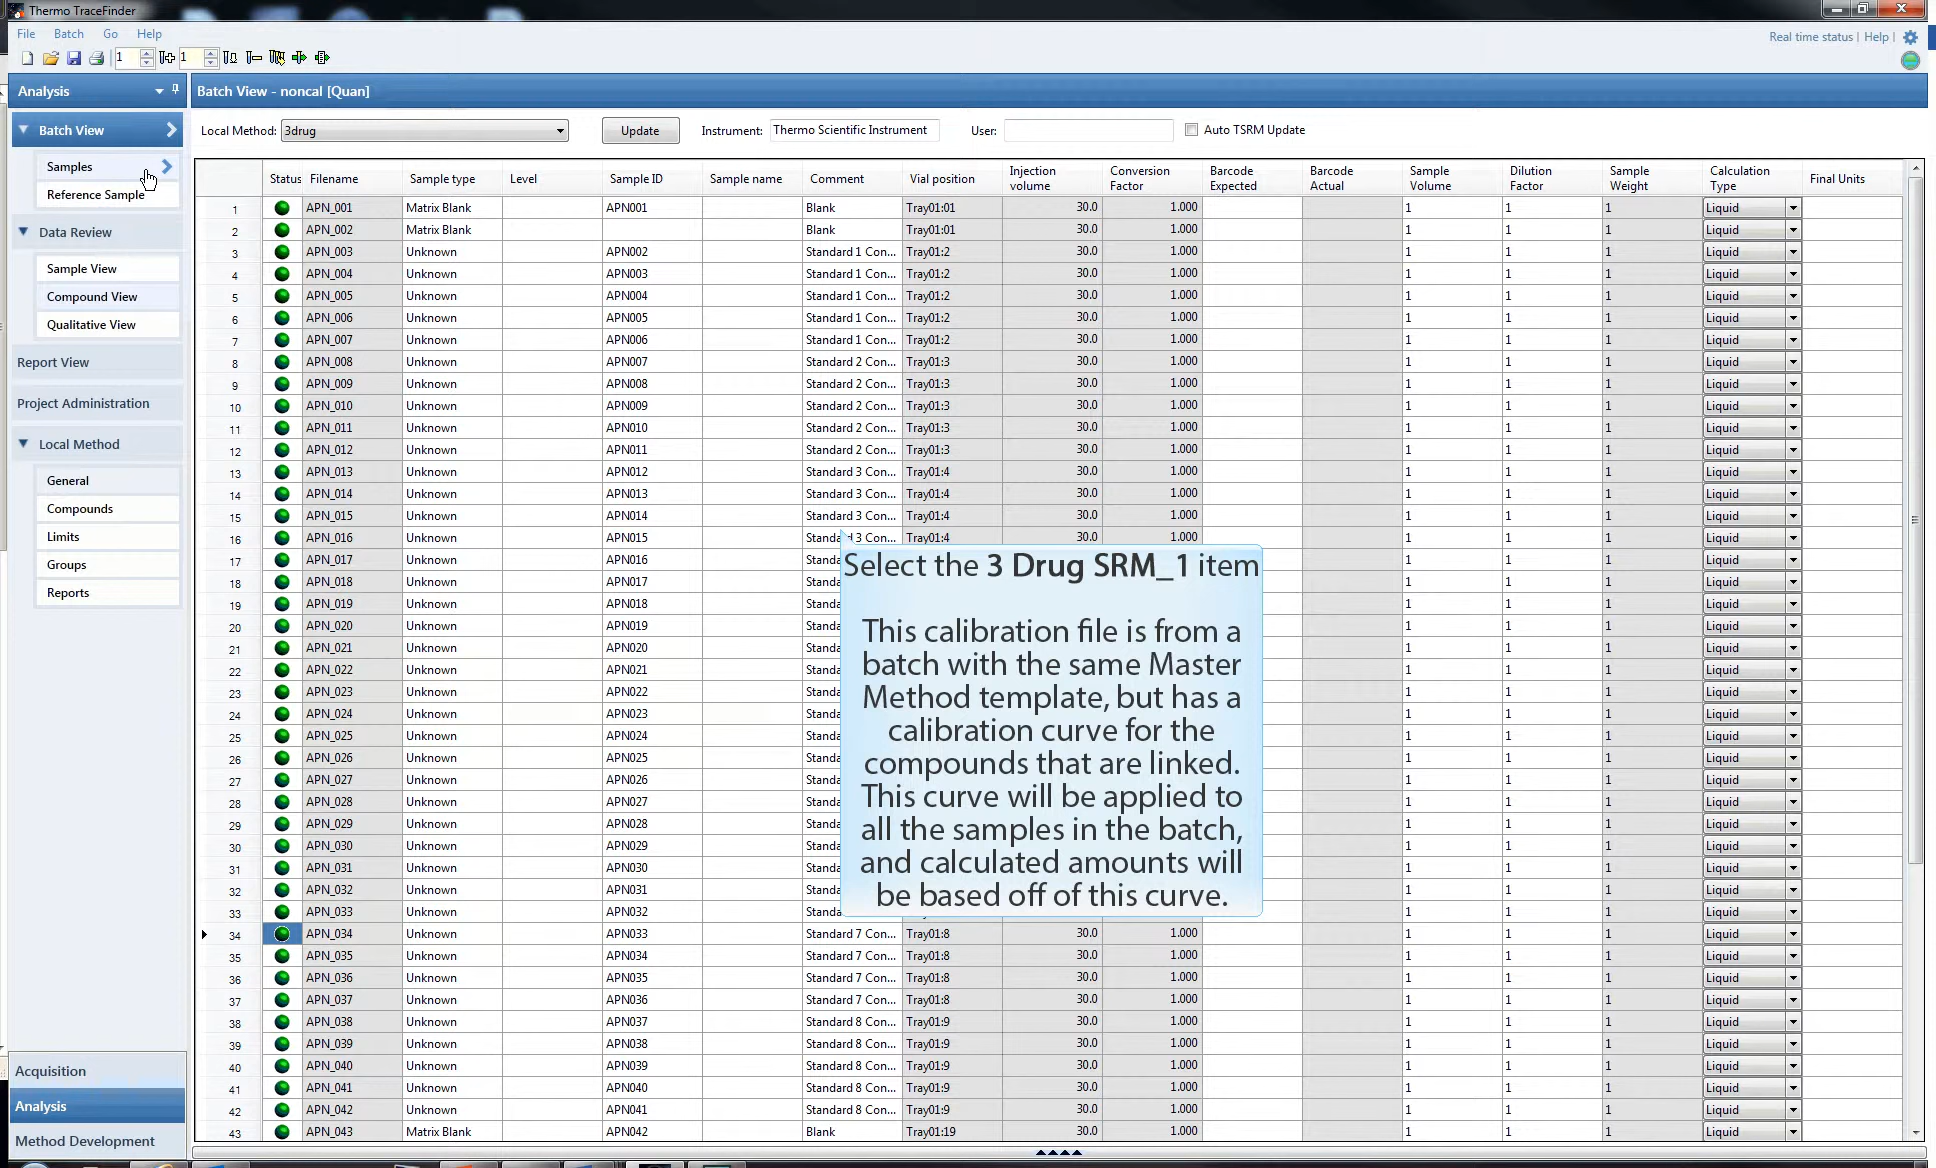 Thermo TraceFinder
File Batch Go Help
Real time status | Help |
1 1
Analysis
Batch View - noncal [Quan]
Batch View
Samples
Reference Sample
Data Review
Sample View
Compound View
Qualitative View
Report View
Project Administration
Local Method
General
Compounds
Limits
Groups
Reports
Acquisition
Analysis
Method Development
Local Method: 3drug Update Instrument: Thermo Scientific Instrument User: Auto TSRM Update
Status Filename Sample type Level Sample ID Sample name Comment Vial position Injection volume Conversion Factor Barcode Expected Barcode Actual Sample Volume Dilution Factor Sample Weight Calculation Type Final Units
1 APN_001 Matrix Blank APN001 Blank Tray01:01 30.0 1.000 1 1 1 Liquid
2 APN_002 Matrix Blank Blank Tray01:01 30.0 1.000 1 1 1 Liquid
3 APN_003 Unknown APN002 Standard 1 Con... Tray01:2 30.0 1.000 1 1 1 Liquid
4 APN_004 Unknown APN003 Standard 1 Con... Tray01:2 30.0 1.000 1 1 1 Liquid
5 APN_005 Unknown APN004 Standard 1 Con... Tray01:2 30.0 1.000 1 1 1 Liquid
6 APN_006 Unknown APN005 Standard 1 Con... Tray01:2 30.0 1.000 1 1 1 Liquid
7 APN_007 Unknown APN006 Standard 1 Con... Tray01:2 30.0 1.000 1 1 1 Liquid
8 APN_008 Unknown APN007 Standard 2 Con... Tray01:3 30.0 1.000 1 1 1 Liquid
9 APN_009 Unknown APN008 Standard 2 Con... Tray01:3 30.0 1.000 1 1 1 Liquid
10 APN_010 Unknown APN009 Standard 2 Con... Tray01:3 30.0 1.000 1 1 1 Liquid
11 APN_011 Unknown APN010 Standard 2 Con... Tray01:3 30.0 1.000 1 1 1 Liquid
12 APN_012 Unknown APN011 Standard 2 Con... Tray01:3 30.0 1.000 1 1 1 Liquid
13 APN_013 Unknown APN012 Standard 3 Con... Tray01:4 30.0 1.000 1 1 1 Liquid
14 APN_014 Unknown APN013 Standard 3 Con... Tray01:4 30.0 1.000 1 1 1 Liquid
15 APN_015 Unknown APN014 Standard 3 Con... Tray01:4 30.0 1.000 1 1 1 Liquid
16 APN_016 Unknown APN015 Standard 3 Con... Tray01:4 30.0 1.000 1 1 1 Liquid
17 APN_017 Unknown APN016 Standa 1 1 1 Liquid
18 APN_018 Unknown APN017 Standa 1 1 1 Liquid
19 APN_019 Unknown APN018 Standa 1 1 1 Liquid
20 APN_020 Unknown APN019 Standa 1 1 1 Liquid
21 APN_021 Unknown APN020 Standa 1 1 1 Liquid
22 APN_022 Unknown APN021 Standa 1 1 1 Liquid
23 APN_023 Unknown APN022 Standa 1 1 1 Liquid
24 APN_024 Unknown APN023 Standa 1 1 1 Liquid
25 APN_025 Unknown APN024 Standa 1 1 1 Liquid
26 APN_026 Unknown APN025 Standa 1 1 1 Liquid
27 APN_027 Unknown APN026 Standa 1 1 1 Liquid
28 APN_028 Unknown APN027 Standa 1 1 1 Liquid
29 APN_029 Unknown APN028 Standa 1 1 1 Liquid
30 APN_030 Unknown APN029 Standa 1 1 1 Liquid
31 APN_031 Unknown APN030 Standa 1 1 1 Liquid
32 APN_032 Unknown APN031 Standa 1 1 1 Liquid
33 APN_033 Unknown APN032 Standa 1 1 1 Liquid
34 APN_034 Unknown APN033 Standard 7 Con... Tray01:8 30.0 1.000 1 1 1 Liquid
35 APN_035 Unknown APN034 Standard 7 Con... Tray01:8 30.0 1.000 1 1 1 Liquid
36 APN_036 Unknown APN035 Standard 7 Con... Tray01:8 30.0 1.000 1 1 1 Liquid
37 APN_037 Unknown APN036 Standard 7 Con... Tray01:8 30.0 1.000 1 1 1 Liquid
38 APN_038 Unknown APN037 Standard 8 Con... Tray01:9 30.0 1.000 1 1 1 Liquid
39 APN_039 Unknown APN038 Standard 8 Con... Tray01:9 30.0 1.000 1 1 1 Liquid
40 APN_040 Unknown APN039 Standard 8 Con... Tray01:9 30.0 1.000 1 1 1 Liquid
41 APN_041 Unknown APN040 Standard 8 Con... Tray01:9 30.0 1.000 1 1 1 Liquid
42 APN_042 Unknown APN041 Standard 8 Con... Tray01:9 30.0 1.000 1 1 1 Liquid
43 APN_043 Matrix Blank APN042 Blank Tray01:19 30.0 1.000 1 1 1 Liquid
Select the 3 Drug SRM_1 item
This calibration file is from a
batch with the same Master
Method template, but has a
calibration curve for the
compounds that are linked.
This curve will be applied to
all the samples in the batch,
and calculated amounts will
be based off of this curve.